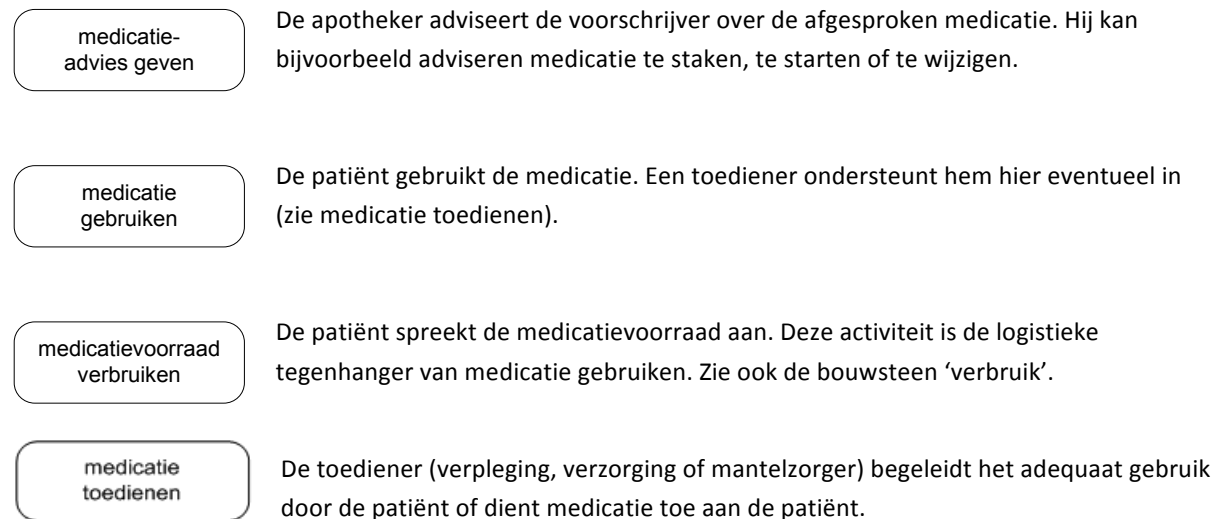 medicatie-
advies geven
De apotheker adviseert de voorschrijver over de afgesproken medicatie. Hij kan
bijvoorbeeld adviseren medicatie te staken, te starten of te wijzigen.
medicatie
gebruiken
De patiënt gebruikt de medicatie. Een toediener ondersteunt hem hier eventueel in
(zie medicatie toedienen).
medicatievoorraad
verbruiken
De patiënt spreekt de medicatievoorraad aan. Deze activiteit is de logistieke
tegenhanger van medicatie gebruiken. Zie ook de bouwsteen ‘verbruik’.
medicatie
toedienen
De toediener (verpleging, verzorging of mantelzorger) begeleidt het adequaat gebruik
door de patiënt of dient medicatie toe aan de patiënt.